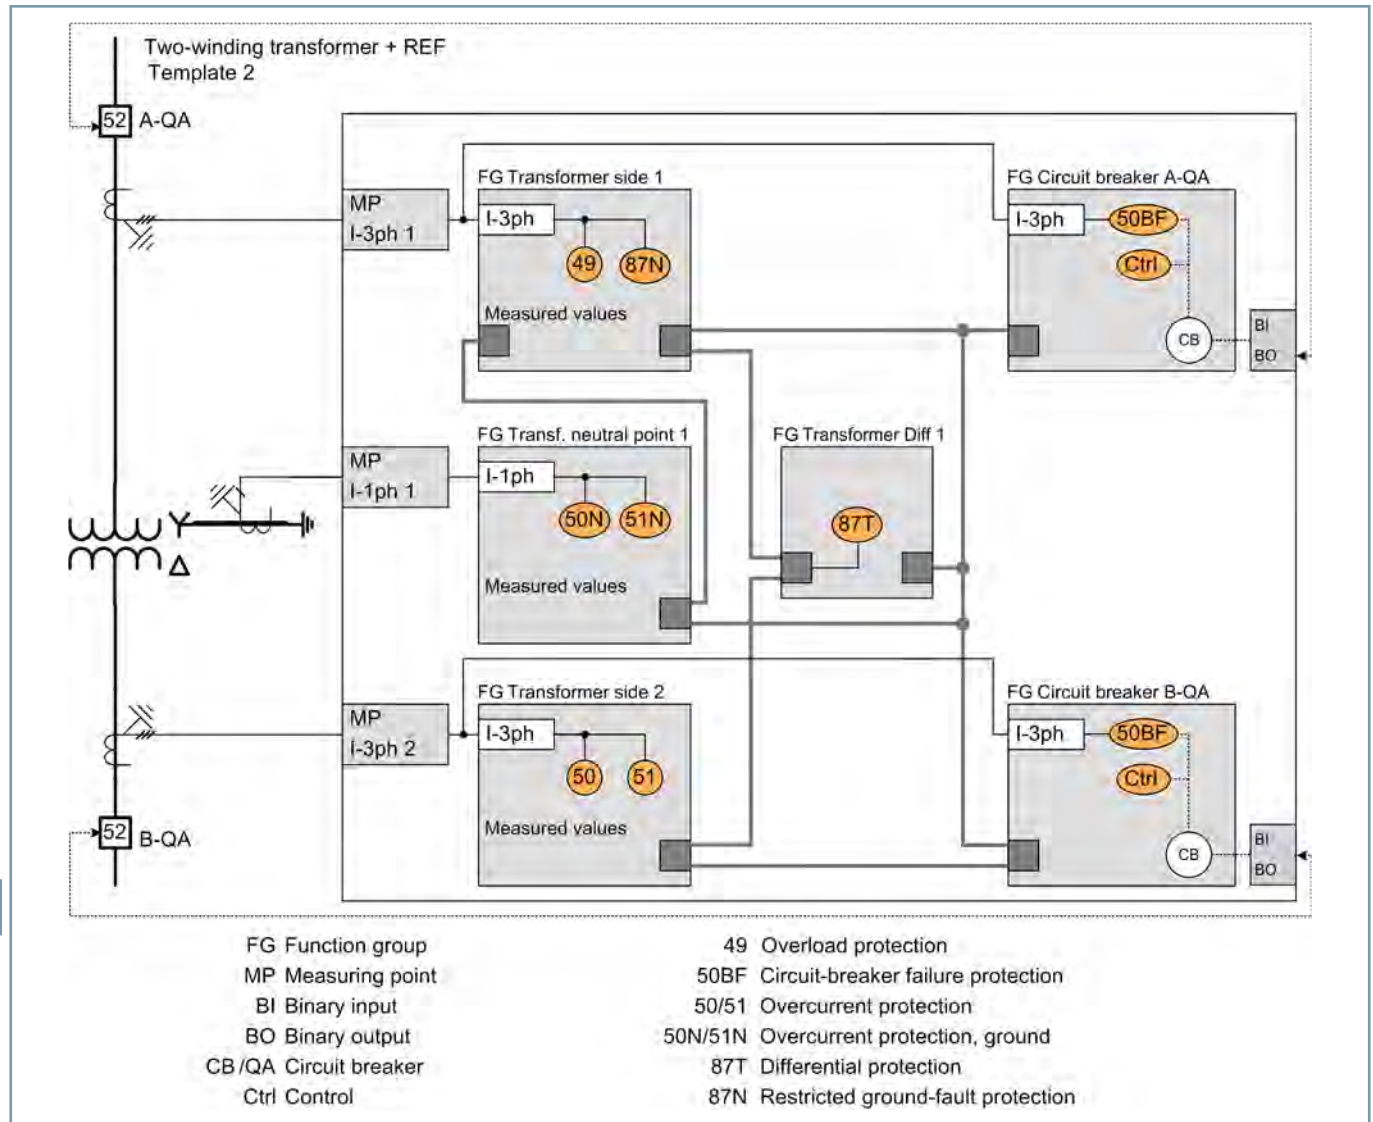 Two-winding transformer + REF
Template 2
52 A-QA
FG Transformer side 1
FG Circuit breaker A-QA
MP
I-3ph 1
I-3ph
49
87N
Measured values
I-3ph
50BF
Ctrl
CB
BI
BO
FG Transf. neutral point 1
FG Transformer Diff 1
MP
I-1ph 1
I-1ph
50N
51N
Measured values
87T
Y
Δ
FG Transformer side 2
FG Circuit breaker B-QA
MP
I-3ph 2
I-3ph
50
51
Measured values
I-3ph
50BF
Ctrl
CB
BI
BO
52 B-QA
FG Function group
MP Measuring point
BI Binary input
BO Binary output
CB/QA Circuit breaker
Ctrl Control
49 Overload protection
50BF Circuit-breaker failure protection
50/51 Overcurrent protection
50N/51N Overcurrent protection, ground
87T Differential protection
87N Restricted ground-fault protection